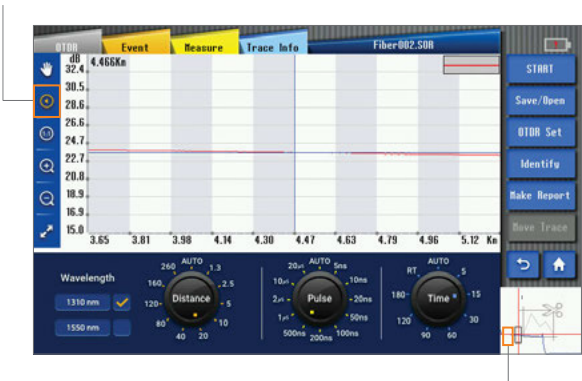 OTDR Event Measure Trace Info Fiber002.SOR
dB 4.466Km
32.4
30.5
28.6
26.6
24.7
22.7
20.8
18.9
16.9
15.0
3.65 3.81 3.98 4.14 4.30 4.47 4.63 4.79 4.96 5.12 Km
1:1
START
Save/Open
OTDR Set
Identify
Make Report
Move Trace
Wavelength
1310 nm
1550 nm
Distance
AUTO 1.3 2.5 5 10 20 40 80 120 160 260
Pulse
AUTO 5ns 10ns 20ns 50ns 100ns 200ns 500ns 1μs 2μs 10μs 20μs
Time
AUTO 5 15 30 60 90 120 180 RT